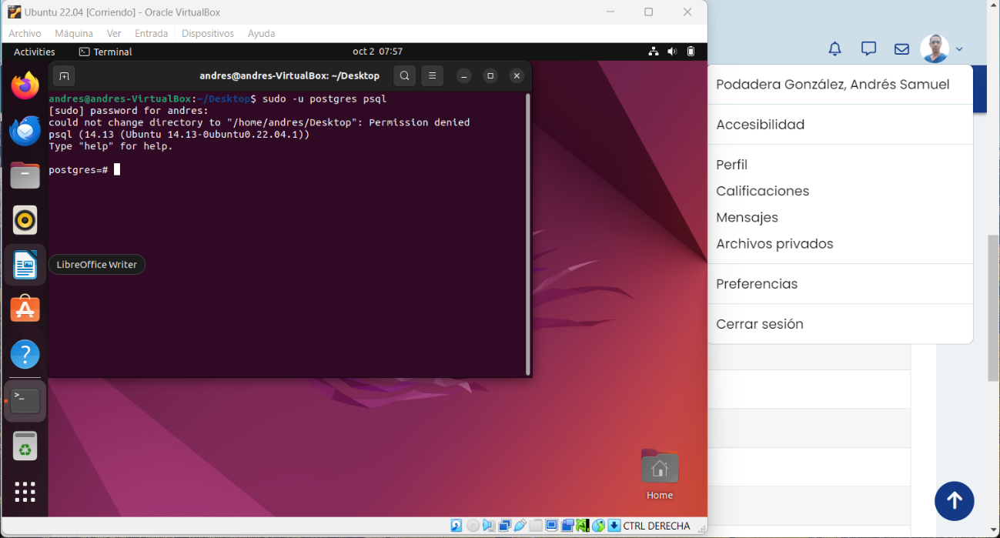 Ubuntu 22.04 [Corriendo] - Oracle VirtualBox
Archivo Máquina Ver Entrada Dispositivos Ayuda
Activities Terminal oct 2 07:57
andres@andres-VirtualBox: ~/Desktop
andres@andres-VirtualBox:~/Desktop$ sudo -u postgres psql
[sudo] password for andres:
could not change directory to "/home/andres/Desktop": Permission denied
psql (14.13 (Ubuntu 14.13-0ubuntu0.22.04.1))
Type "help" for help.
postgres=#
LibreOffice Writer
Home
CTRL DERECHA
Podadera González, Andrés Samuel
Accesibilidad
Perfil
Calificaciones
Mensajes
Archivos privados
Preferencias
Cerrar sesión